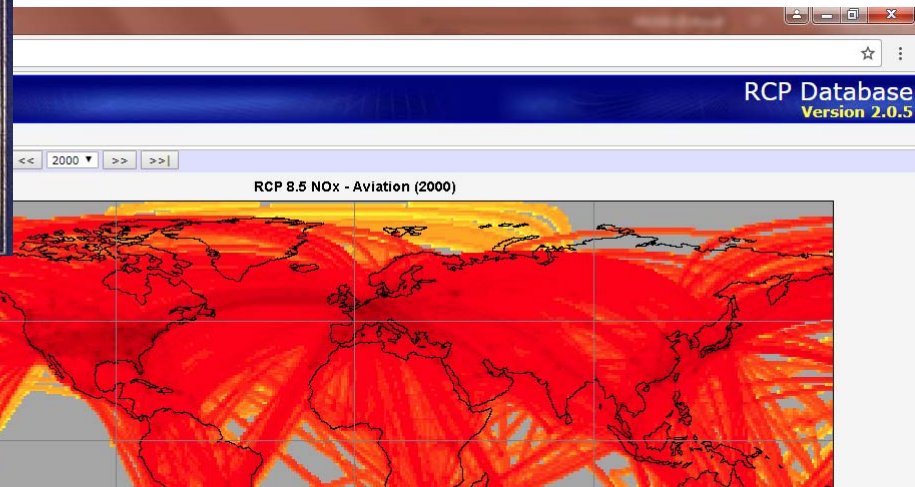 RCP Database
Version 2.0.5
<< 2000 ▼ >> >>|
RCP 8.5 NOx - Aviation (2000)